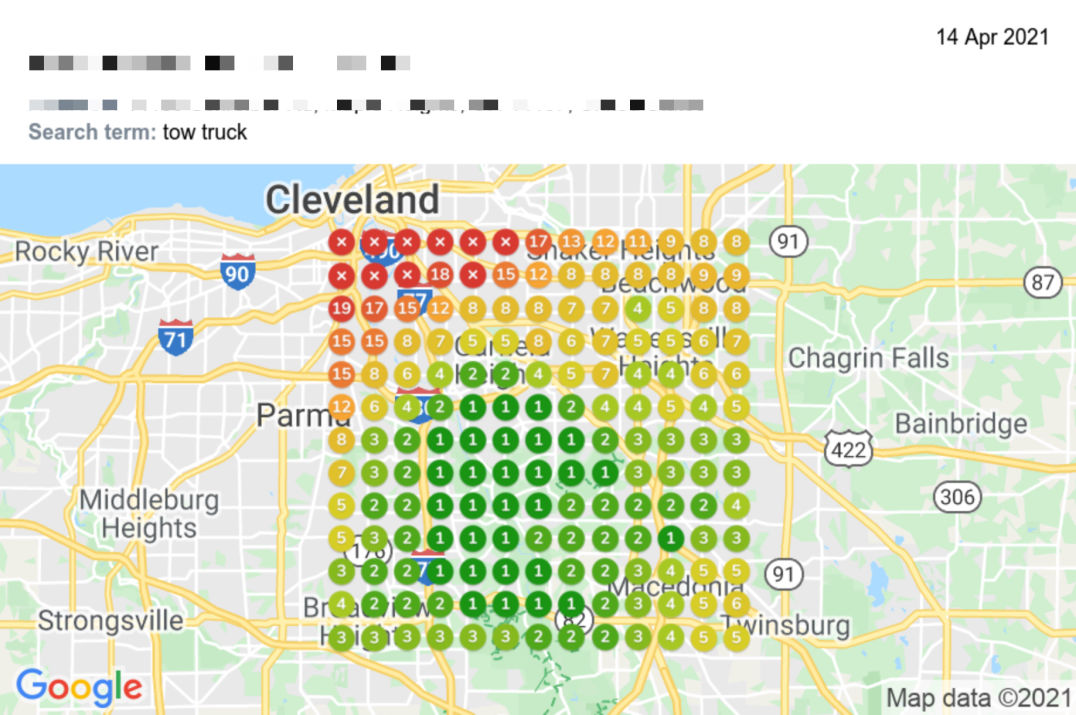 14 Apr 2021
Search term: tow truck
Cleveland
× × × × × × 17 13 12 11 9 8 8
91
Rocky River
Shaker Heights
90
× × × 18 × 15 12 8 8 8 8 9 9
Beachwood
87
19 17 15 12 8 8 8 7 7 4 5 8 8
71
15 15 8 7 5 5 8 6 7 5 5 6 7
Heights
Chagrin Falls
15 8 6 4 2 2 4 5 7 4 4 6 6
12 6 4 2 1 1 1 2 4 4 5 4 5
Parma
Bainbridge
8 3 2 1 1 1 1 1 2 3 3 3 3
422
7 3 2 1 1 1 1 1 1 3 3 3 3
Middleburg
Heights
306
5 2 2 1 1 1 1 2 2 2 2 2 4
5 3 2 1 1 1 2 2 2 2 1 3 3
176
3 2 2 1 1 1 1 2 2 3 4 5 5
91
Macedonia
4 2 2 2 1 1 1 1 2 3 4 5 6
Strongsville
82
Twinsburg
3 3 3 3 3 3 2 2 2 3 4 5 5
Google
Map data ©2021